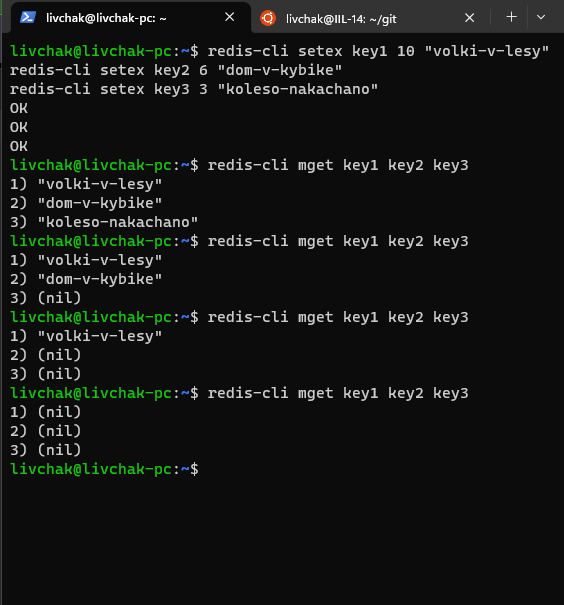 livchak@livchak-pc: ~
livchak@IIL-14: ~/git
livchak@livchak-pc:~$ redis-cli setex key1 10 "volki-v-lesy"
redis-cli setex key2 6 "dom-v-kybike"
redis-cli setex key3 3 "koleso-nakachano"
OK
OK
OK
livchak@livchak-pc:~$ redis-cli mget key1 key2 key3
1) "volki-v-lesy"
2) "dom-v-kybike"
3) "koleso-nakachano"
livchak@livchak-pc:~$ redis-cli mget key1 key2 key3
1) "volki-v-lesy"
2) "dom-v-kybike"
3) (nil)
livchak@livchak-pc:~$ redis-cli mget key1 key2 key3
1) "volki-v-lesy"
2) (nil)
3) (nil)
livchak@livchak-pc:~$ redis-cli mget key1 key2 key3
1) (nil)
2) (nil)
3) (nil)
livchak@livchak-pc:~$